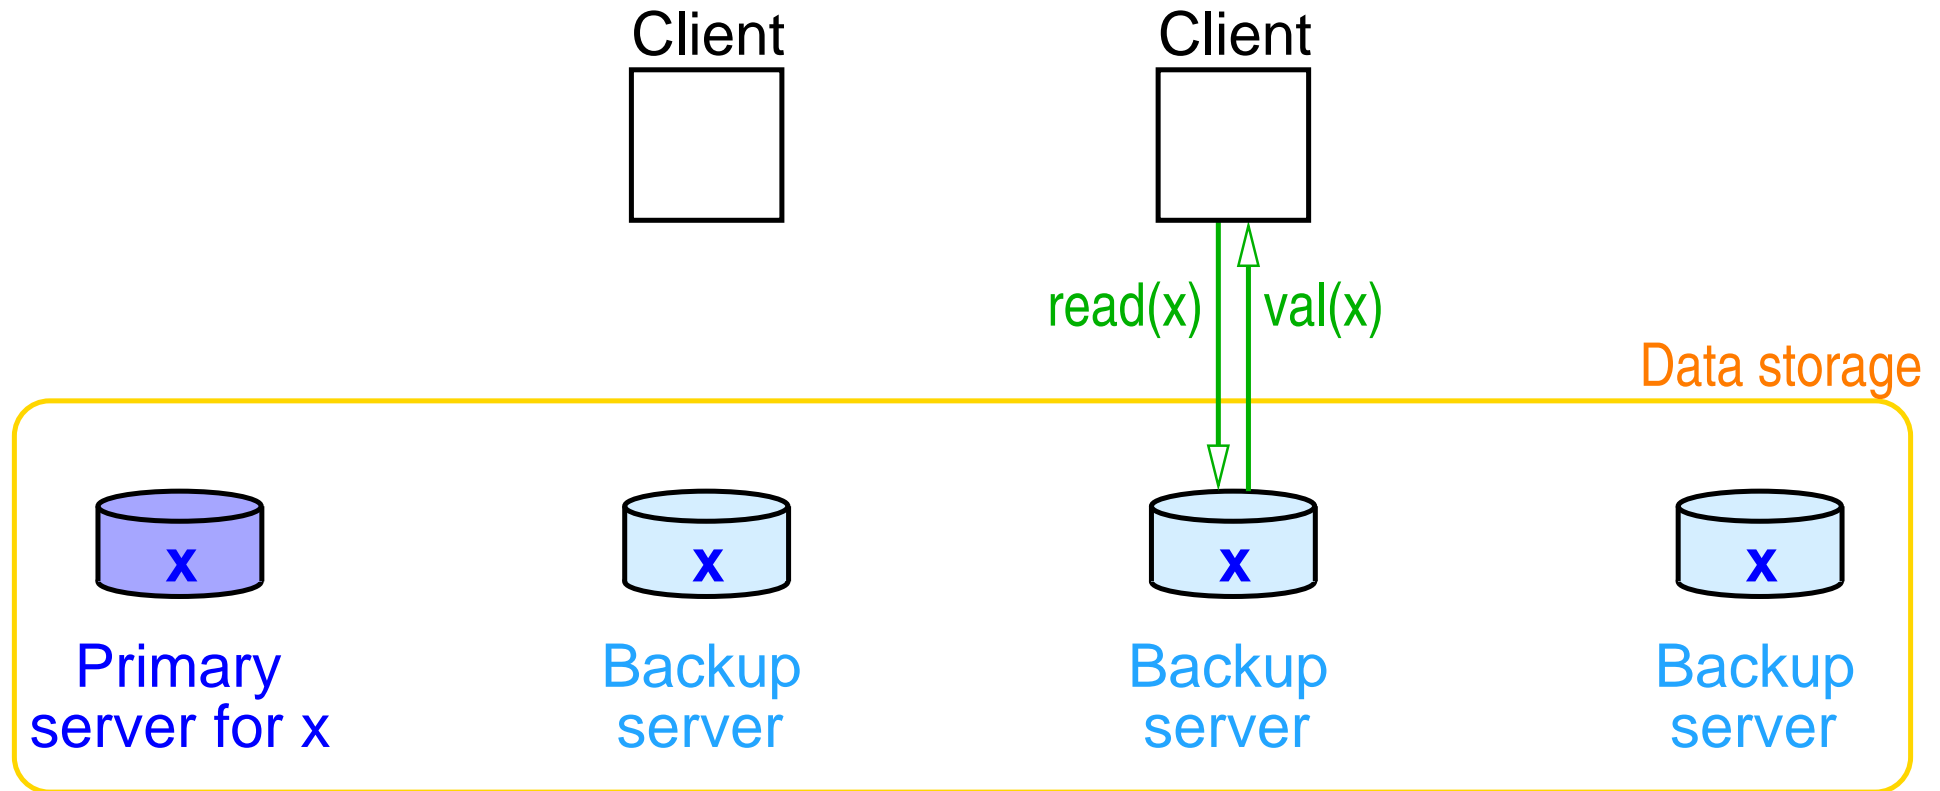 Client
Client
read(x)
val(x)
Data storage
x
x
x
x
Primary
server for x
Backup
server
Backup
server
Backup
server